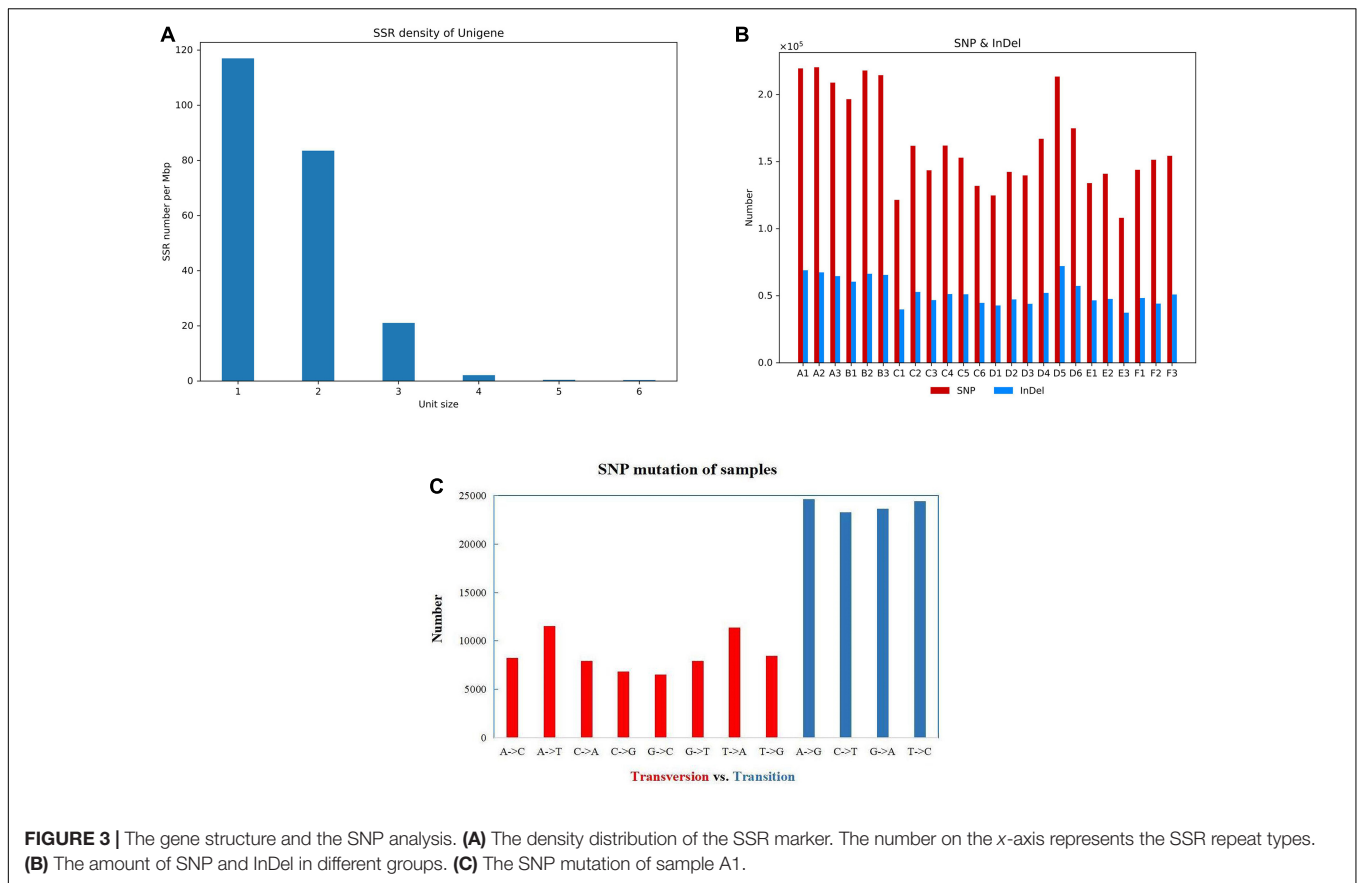 A
SSR density of Unigene
120
100
80
60
40
20
0
SSR number per Mbp
1 2 3 4 5 6
Unit size
B
SNP & InDel
×10⁵
2.0
1.5
1.0
0.5
0.0
Number
A1 A2 A3 B1 B2 B3 C1 C2 C3 C4 C5 C6 D1 D2 D3 D4 D5 D6 E1 E2 E3 F1 F2 F3
SNP InDel
SNP mutation of samples
C
25000
20000
15000
10000
5000
0
Number
A->C A->T C->A C->G G->C G->T T->A T->G A->G C->T G->A T->C
Transversion vs. Transition
FIGURE 3 | The gene structure and the SNP analysis. (A) The density distribution of the SSR marker. The number on the x-axis represents the SSR repeat types.
(B) The amount of SNP and InDel in different groups. (C) The SNP mutation of sample A1.